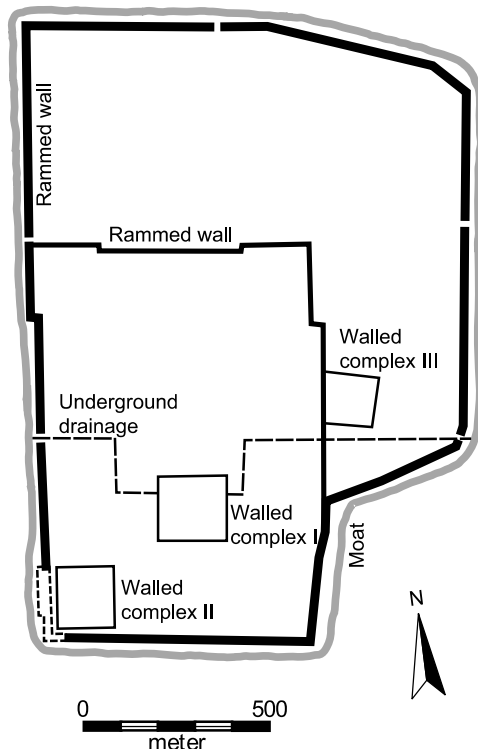 Rammed wall
Rammed wall
Walled
complex III
Underground
drainage
Walled
complex I
Moat
Walled
complex II
N
0 500
meter